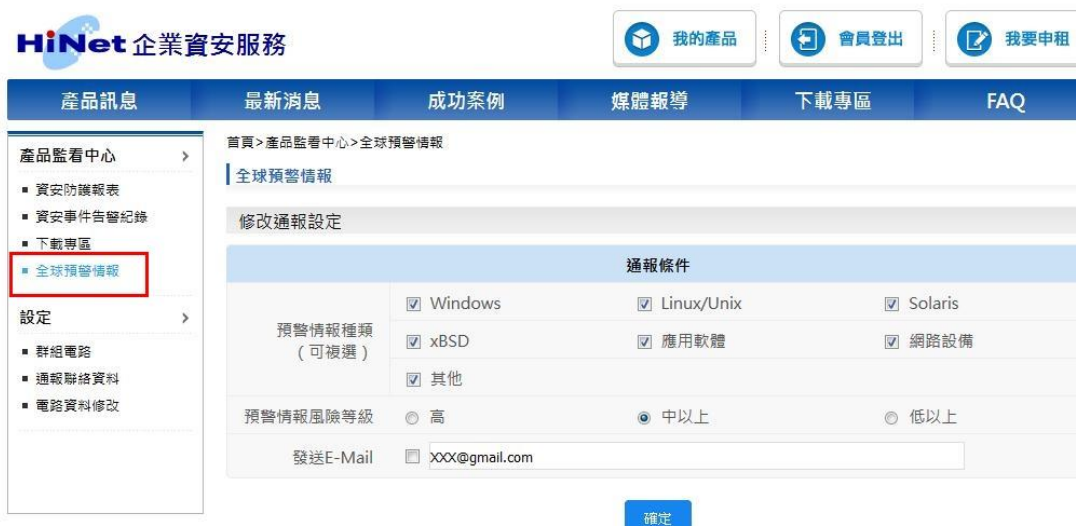 HiNet 企業資安服務
我的產品 會員登出 我要申租
產品訊息 最新消息 成功案例 媒體報導 下載專區 FAQ
產品監看中心 >
資安防護報表
資安事件告警紀錄
下載專區
全球預警情報
設定 >
群組電路
通報聯絡資料
電路資料修改
首頁>產品監看中心>全球預警情報
全球預警情報
修改通報設定
通報條件
預警情報種類
(可複選)
Windows Linux/Unix Solaris
xBSD 應用軟體 網路設備
其他
預警情報風險等級 高 中以上 低以上
發送E-Mail XXX@gmail.com
確定